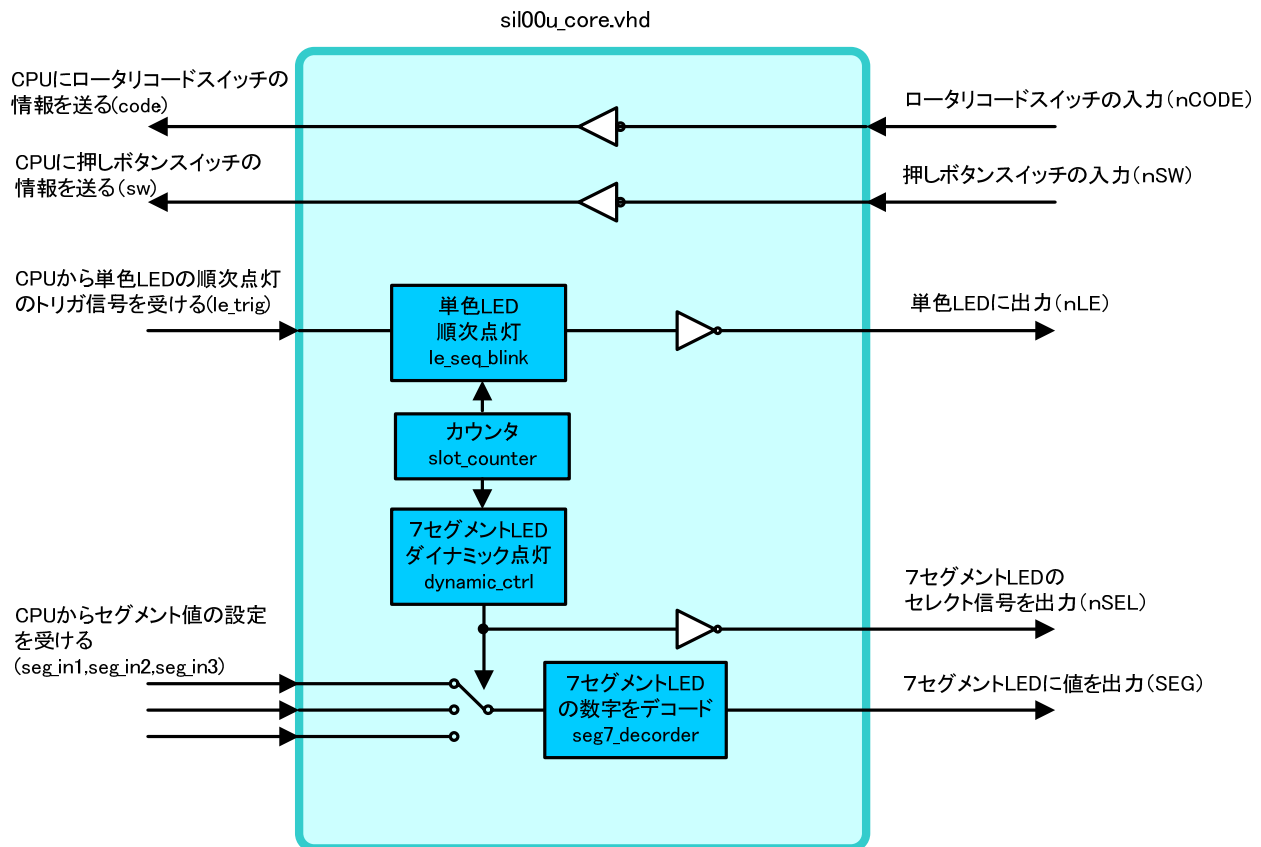 sil00u_core.vhd
CPUにロータリコードスイッチの
情報を送る(code)
ロータリコードスイッチの入力(nCODE)
CPUに押しボタンスイッチの
情報を送る(sw)
押しボタンスイッチの入力(nSW)
CPUから単色LEDの順次点灯
のトリガ信号を受ける(le_trig)
単色LED
順次点灯
le_seq_blink
単色LEDに出力(nLE)
カウンタ
slot_counter
7セグメントLED
ダイナミック点灯
dynamic_ctrl
7セグメントLEDの
セレクト信号を出力(nSEL)
CPUからセグメント値の設定
を受ける
(seg_in1,seg_in2,seg_in3)
7セグメントLED
の数字をデコード
seg7_decorder
7セグメントLEDに値を出力(SEG)